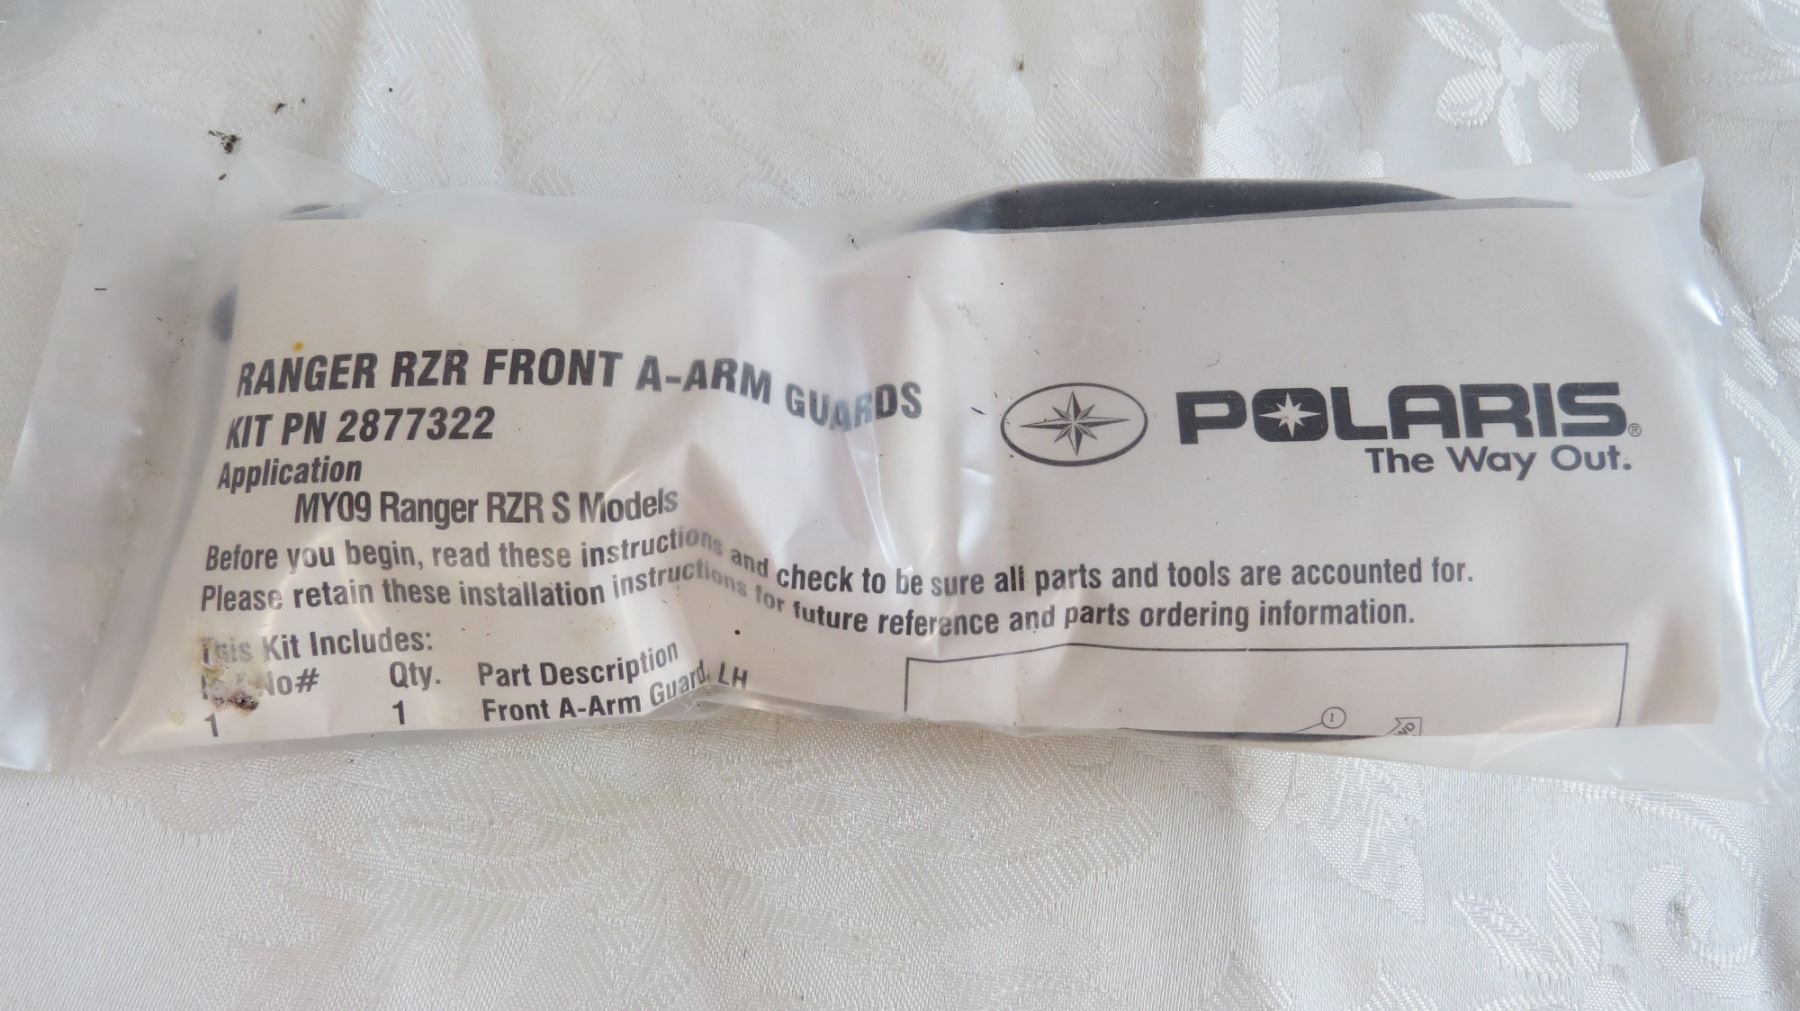 RANGER RZR FRONT A-ARM GUARDS
KIT PN 2877322
Application
MY09 Ranger RZR S Models
POLARIS®
The Way Out.
Before you begin, read these instructions and check to be sure all parts and tools are accounted for.
Please retain these installation instructions for future reference and parts ordering information.
This Kit Includes:
No# Qty. Part Description
1 1 Front A-Arm Guard, LH
1